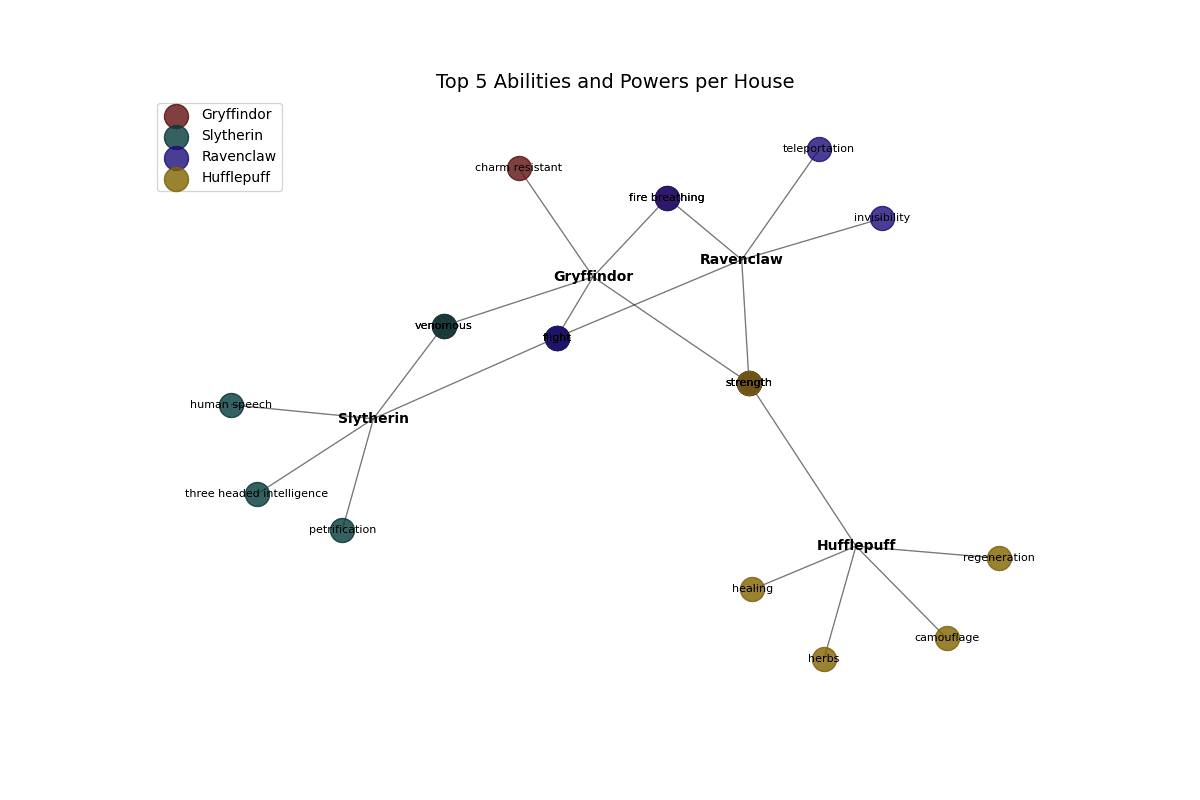 Top 5 Abilities and Powers per House
Gryffindor
Slytherin
Ravenclaw
Hufflepuff
teleportation
charm resistant
fire breathing
invisibility
Ravenclaw
Gryffindor
venomous
flight
strength
human speech
Slytherin
three headed intelligence
petrification
Hufflepuff
regeneration
healing
camouflage
herbs